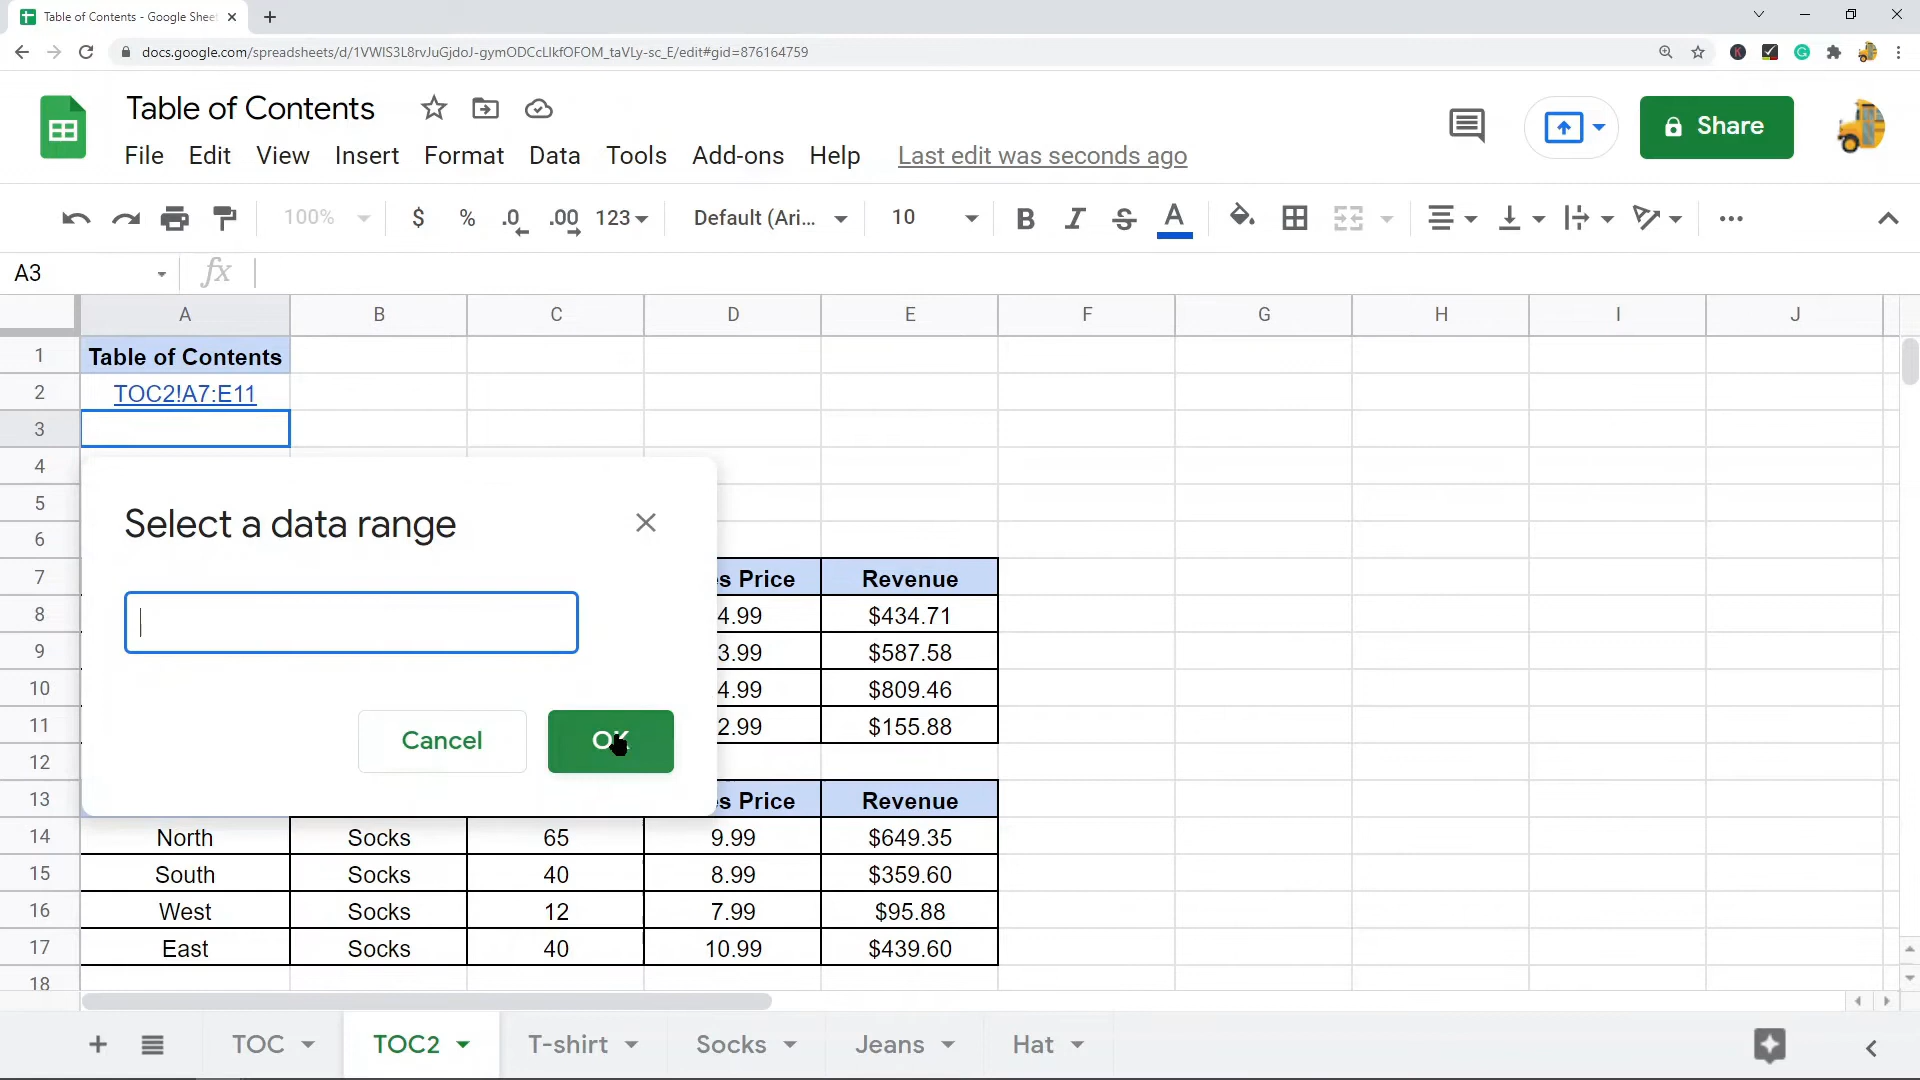 Table of Contents - Google Shee
docs.google.com/spreadsheets/d/1VWIS3L8rvJuGjdoJ-gymODCcLIkfOFOM_taVLy-sc_E/edit#gid=876164759
Table of Contents
Share
File Edit View Insert Format Data Tools Add-ons Help Last edit was seconds ago
100% $ % .0 .00 123 Default (Ari... 10 B I S A
A3 fx
A B C D E F G H I J
1 Table of Contents
2 TOC2!A7:E11
3
4
5
Select a data range
6
7 s Price Revenue
8 4.99 $434.71
9 3.99 $587.58
10 4.99 $809.46
11 2.99 $155.88
Cancel OK
12
13 s Price Revenue
14 North Socks 65 9.99 $649.35
15 South Socks 40 8.99 $359.60
16 West Socks 12 7.99 $95.88
17 East Socks 40 10.99 $439.60
18
TOC TOC2 T-shirt Socks Jeans Hat